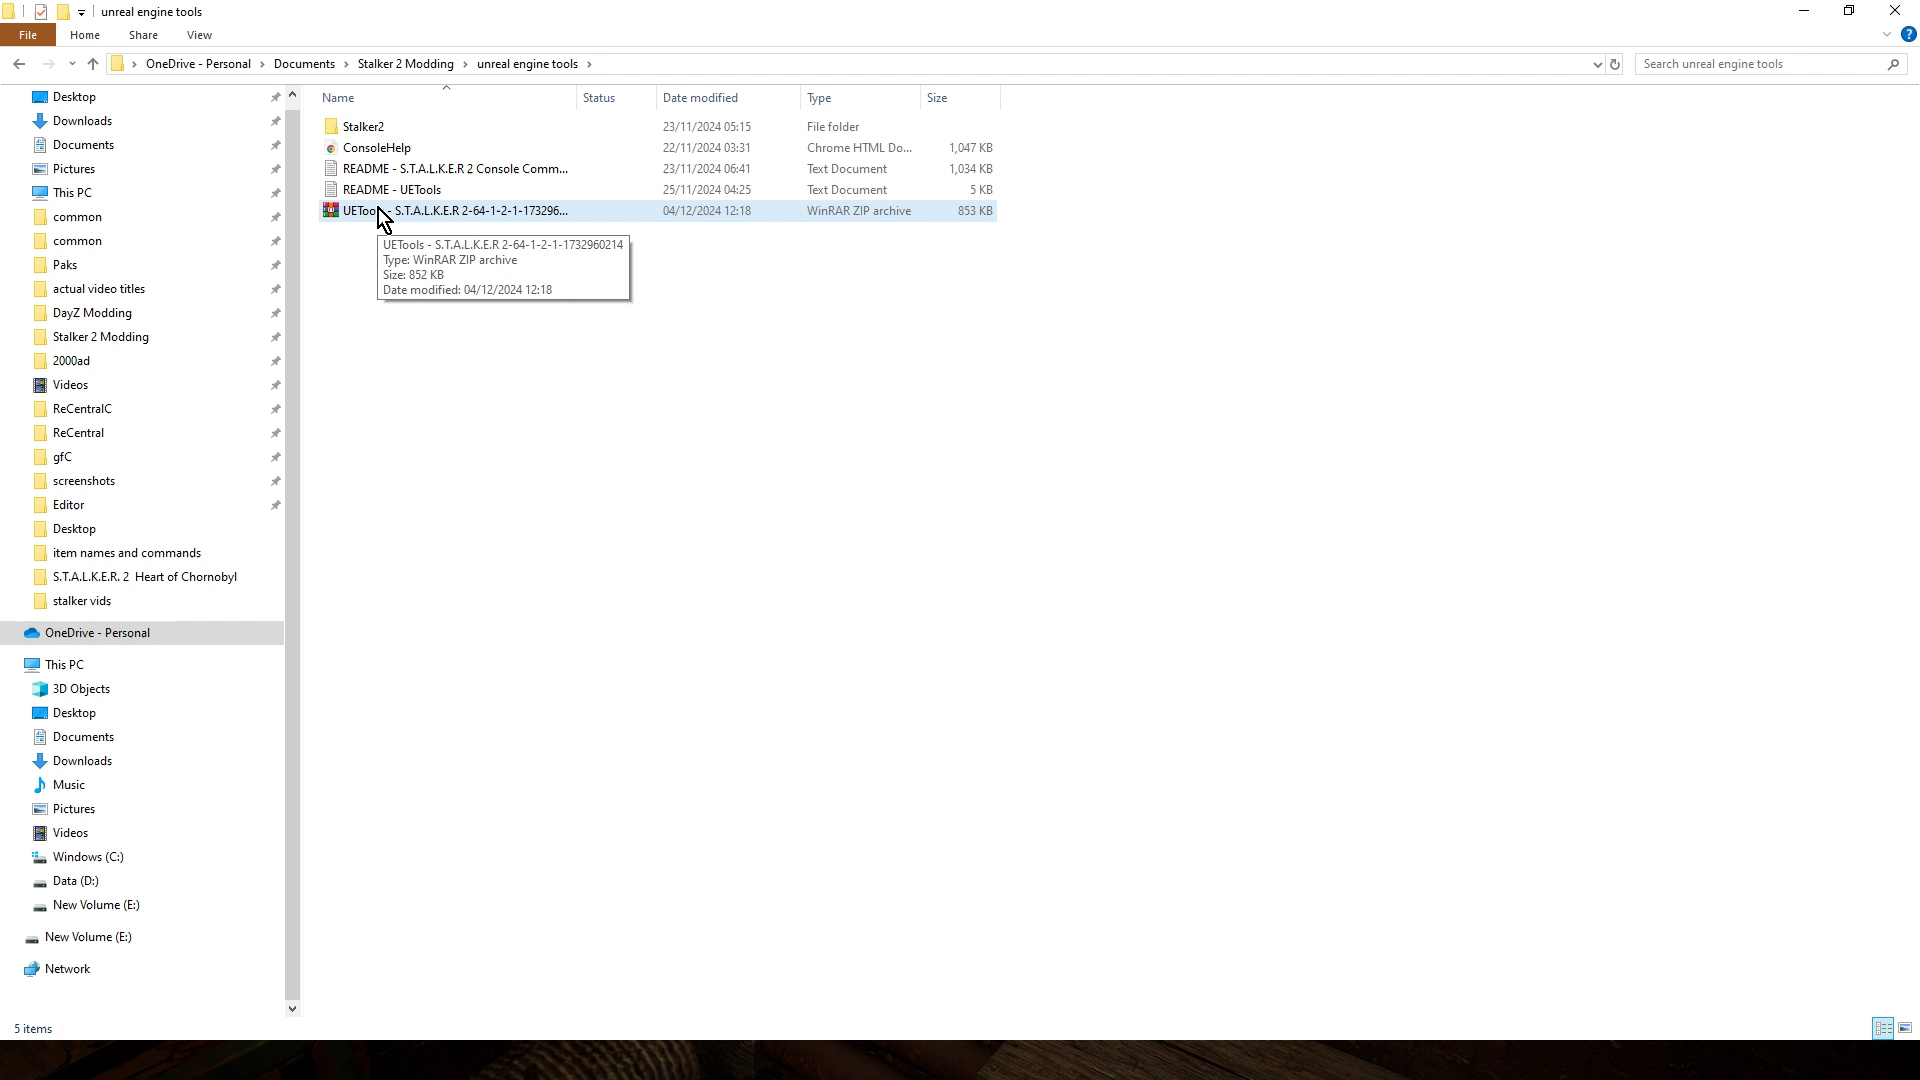 unreal engine tools
File Home Share View
OneDrive - Personal Documents Stalker 2 Modding unreal engine tools
Search unreal engine tools
Name Status Date modified Type Size
Stalker2 23/11/2024 05:15 File folder
ConsoleHelp 22/11/2024 03:31 Chrome HTML Do... 1,047 KB
README - S.T.A.L.K.E.R 2 Console Comm... 23/11/2024 06:41 Text Document 1,034 KB
README - UETools 25/11/2024 04:25 Text Document 5 KB
UEToo - S.T.A.L.K.E.R 2-64-1-2-1-173296... 04/12/2024 12:18 WinRAR ZIP archive 853 KB
UETools - S.T.A.L.K.E.R 2-64-1-2-1-1732960214
Type: WinRAR ZIP archive
Size: 852 KB
Date modified: 04/12/2024 12:18
Desktop
Downloads
Documents
Pictures
This PC
common
common
Paks
actual video titles
DayZ Modding
Stalker 2 Modding
2000ad
Videos
ReCentralC
ReCentral
gfC
screenshots
Editor
Desktop
item names and commands
S.T.A.L.K.E.R. 2 Heart of Chornobyl
stalker vids
OneDrive - Personal
This PC
3D Objects
Desktop
Documents
Downloads
Music
Pictures
Videos
Windows (C:)
Data (D:)
New Volume (E:)
New Volume (E:)
Network
5 items